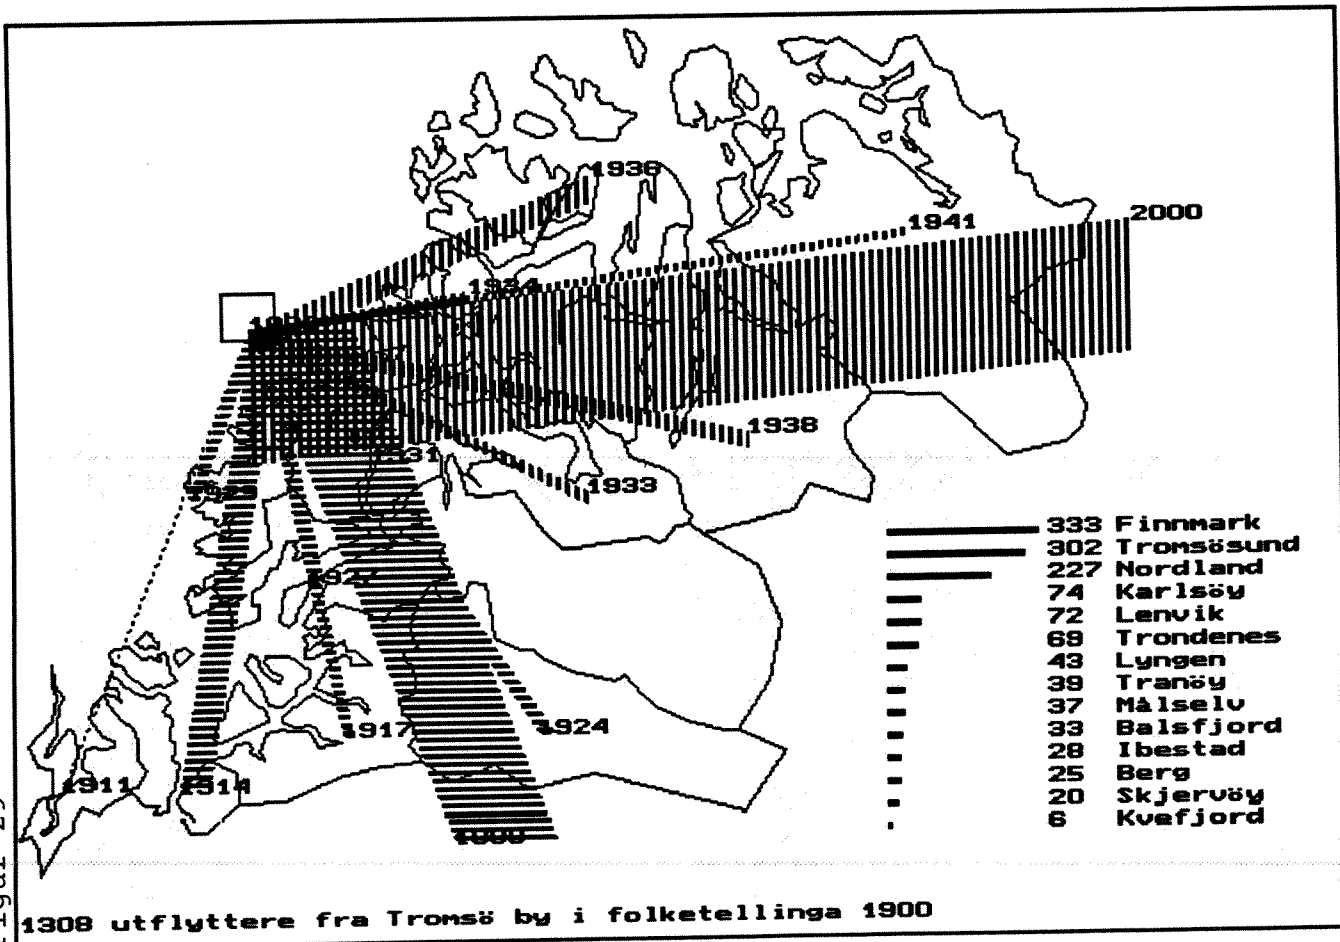 1936
1941
2000
1934
1938
1931
1933
1927
1917
1924
1911
1914
333 Finnmark
302 Tromsösund
227 Nordland
74 Karlsöy
72 Lenvik
69 Trondenes
43 Lyngen
39 Tranöy
37 Målselv
33 Balsfjord
28 Ibestad
25 Berg
20 Skjervöy
6 Kvefjord
1308 utflyttere fra Tromsö by i folketellinga 1900